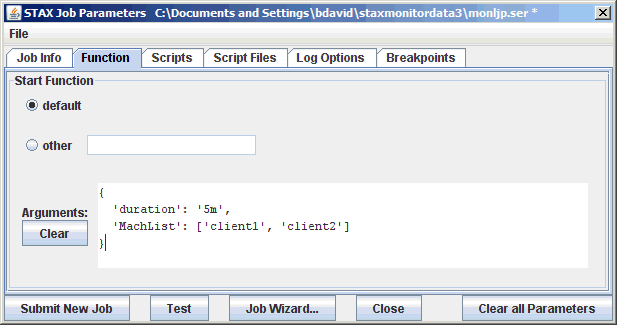 STAX Job Parameters C:\Documents and Settings\bdavid\staxmonitordata3\monljp.ser *
File
Job Info Function Scripts Script Files Log Options Breakpoints
Start Function
default
other
Arguments:
Clear
{
'duration': '5m',
'MachList': ['client1', 'client2']
}
Submit New Job Test Job Wizard... Close Clear all Parameters